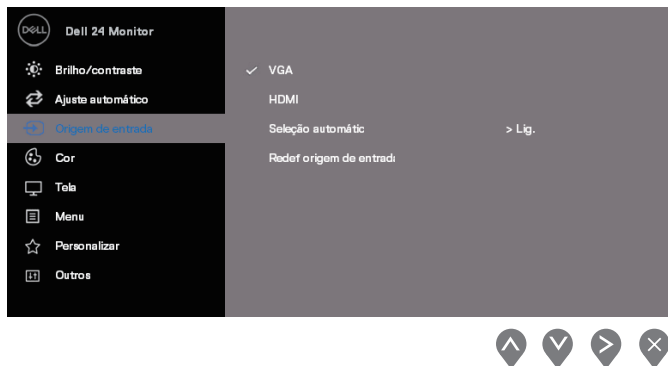 DELL
Dell 24 Monitor
Brilho/contraste
Ajuste automático
Origem de entrada
Cor
Tela
Menu
Personalizar
Outros
VGA
HDMI
Seleção automátic
> Lig.
Redef origem de entrada